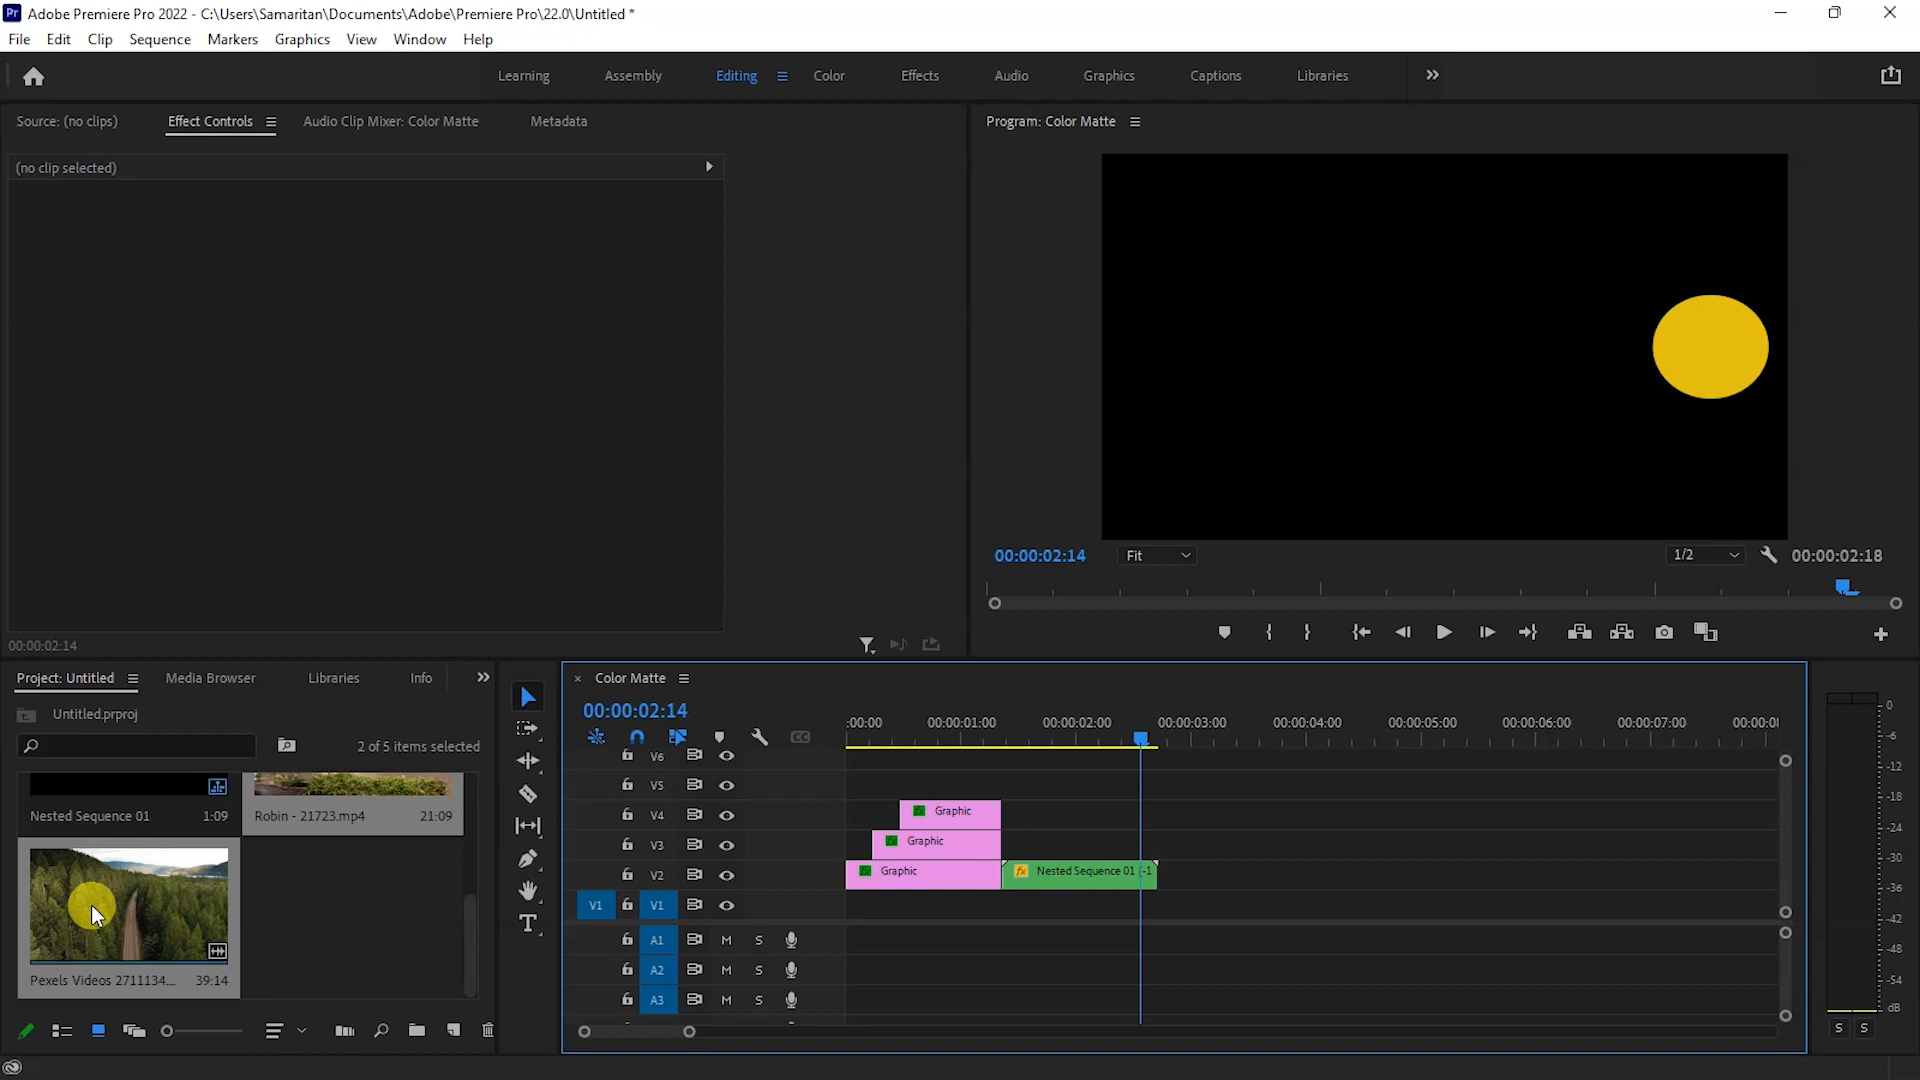 Pr Adobe Premiere Pro 2022 - C:\Users\Samaritan\Documents\Adobe\Premiere Pro\22.0\Untitled *
File Edit Clip Sequence Markers Graphics View Window Help
Learning Assembly Editing Color Effects Audio Graphics Captions Libraries
Source: (no clips) Effect Controls Audio Clip Mixer: Color Matte Metadata
(no clip selected)
00:00:02:14
Program: Color Matte
00:00:02:14 Fit 1/2 00:00:02:18
Project: Untitled Media Browser Libraries Info
Untitled.prproj
2 of 5 items selected
Nested Sequence 01 1:09
Robin - 21723.mp4 21:09
Pexels Videos 2711134... 39:14
T
Color Matte
00:00:02:14
CC
:00:00 00:00:01:00 00:00:02:00 00:00:03:00 00:00:04:00 00:00:05:00 00:00:06:00 00:00:07:00 00:00:0
V6
V5
V4 fx Graphic
V3 fx Graphic
V2 fx Graphic fx Nested Sequence 01 [-1
V1 V1
A1 M S
A2 M S
A3 M S
0
-6
-12
-18
-24
-30
-36
-42
-48
-54
dB
S S